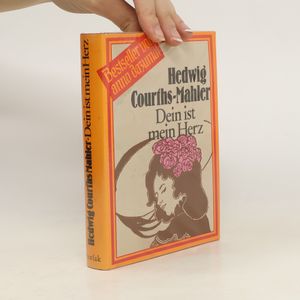 Bestseller von
anno dazumal
Hedwig
Courths-Mahler
Dein ist
mein Herz
Hedwig Courths-Mahler · Dein ist mein Herz